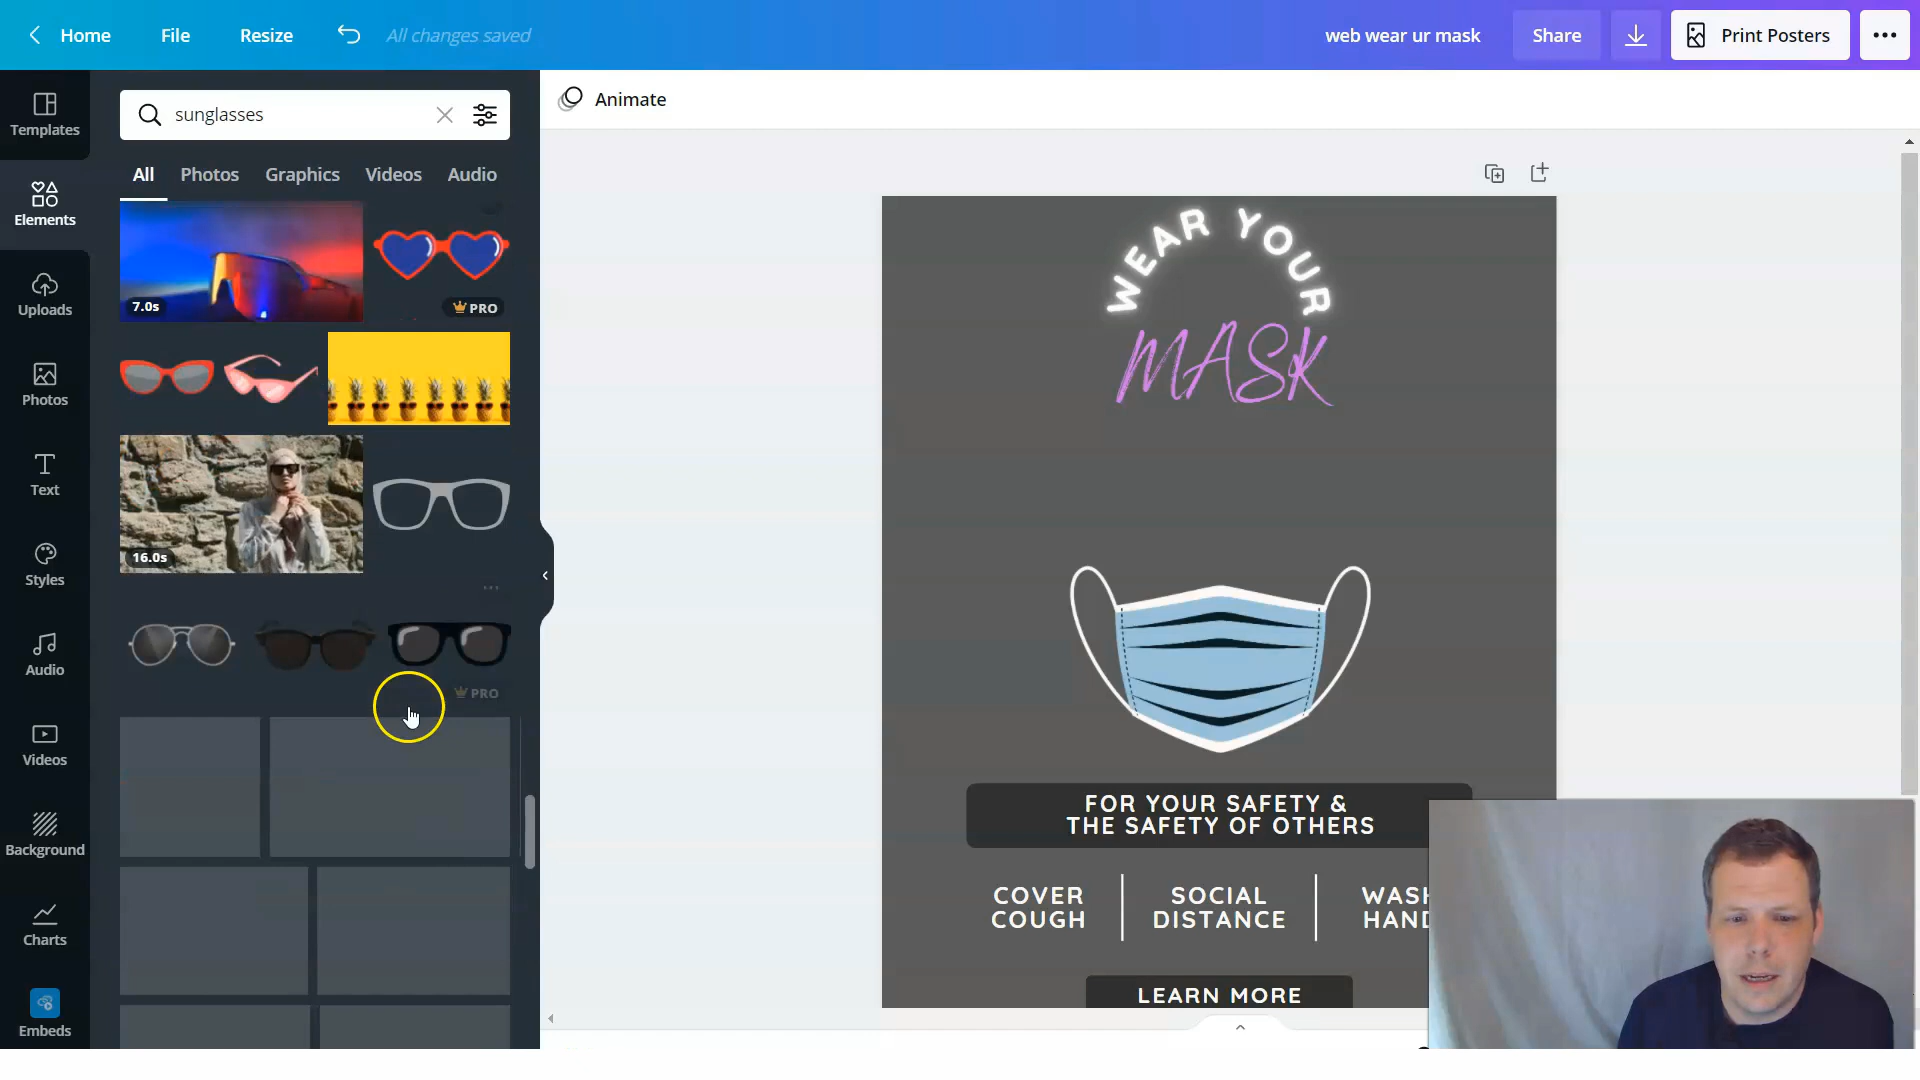 Home
File
Resize
All changes saved
web wear ur mask
Share
Print Posters
Templates
Elements
Uploads
Photos
Text
Styles
Audio
Videos
Background
Charts
Embeds
sunglasses
All
Photos
Graphics
Videos
Audio
7.0s
PRO
16.0s
PRO
Animate
WEAR YOUR
MASK
FOR YOUR SAFETY &
THE SAFETY OF OTHERS
COVER
COUGH
SOCIAL
DISTANCE
WASH
HAND
LEARN MORE